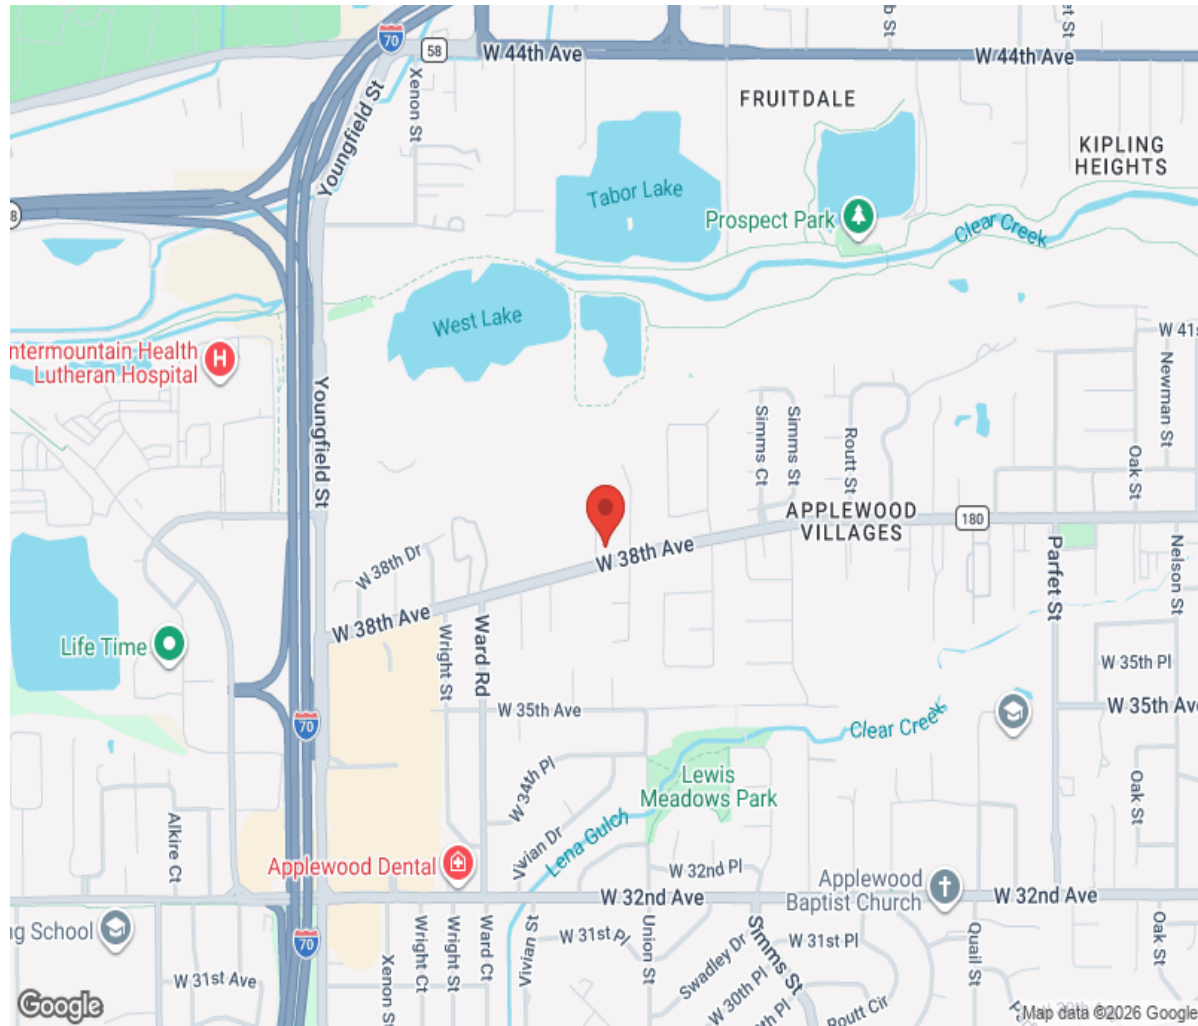 70
58
W 44th Ave
W 44th Ave
Xenon St
Youngfield St
FRUITDALE
KIPLING
HEIGHTS
Tabor Lake
Prospect Park
Clear Creek
8
West Lake
ntermountain Health
Lutheran Hospital
H
W 41s
Newman St
Youngfield St
Simms Ct
Simms St
Routt St
Oak St
APPLEWOOD
VILLAGES
180
W 38th Ave
W 38th Dr
Parfet St
Nelson St
W 38th Ave
Life Time
Wright St
Ward Rd
W 35th Pl
W 35th Ave
W 35th Ave
70
Clear Creek
Lewis
Meadows Park
W 34th Pl
Oak St
Alkire Ct
Vivian Dr
Lena Gulch
Applewood Dental
W 32nd Pl
Applewood
Baptist Church
W 32nd Ave
W 32nd Ave
ng School
70
Wright Ct
Wright St
Ward Ct
Vivian St
W 31st Pl
Union St
Swadley Dr
Simms St
W 31st Pl
Quail St
Oak St
W 31st Ave
Xenon St
W 30th Pl
Routt Cir
Google
Map data ©2026 Google